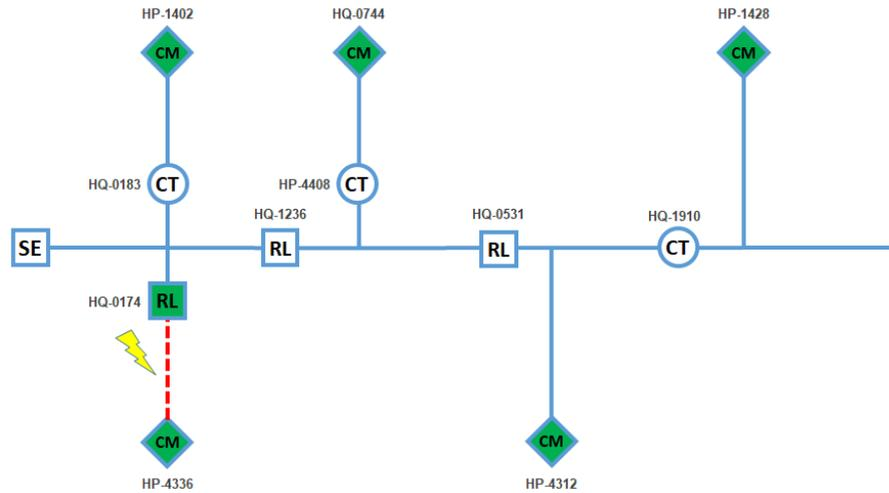 HP-1402
HQ-0744
HP-1428
CM
CM
CM
HQ-0183
CT
HP-4408
CT
HQ-1236
HQ-0531
HQ-1910
SE
RL
RL
CT
HQ-0174
RL
CM
CM
HP-4336
HP-4312